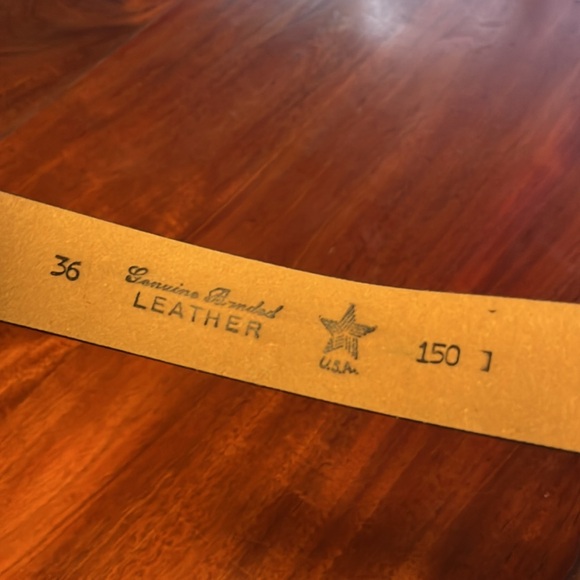 36
Genuine Bonded
LEATHER
U.S.A.
150